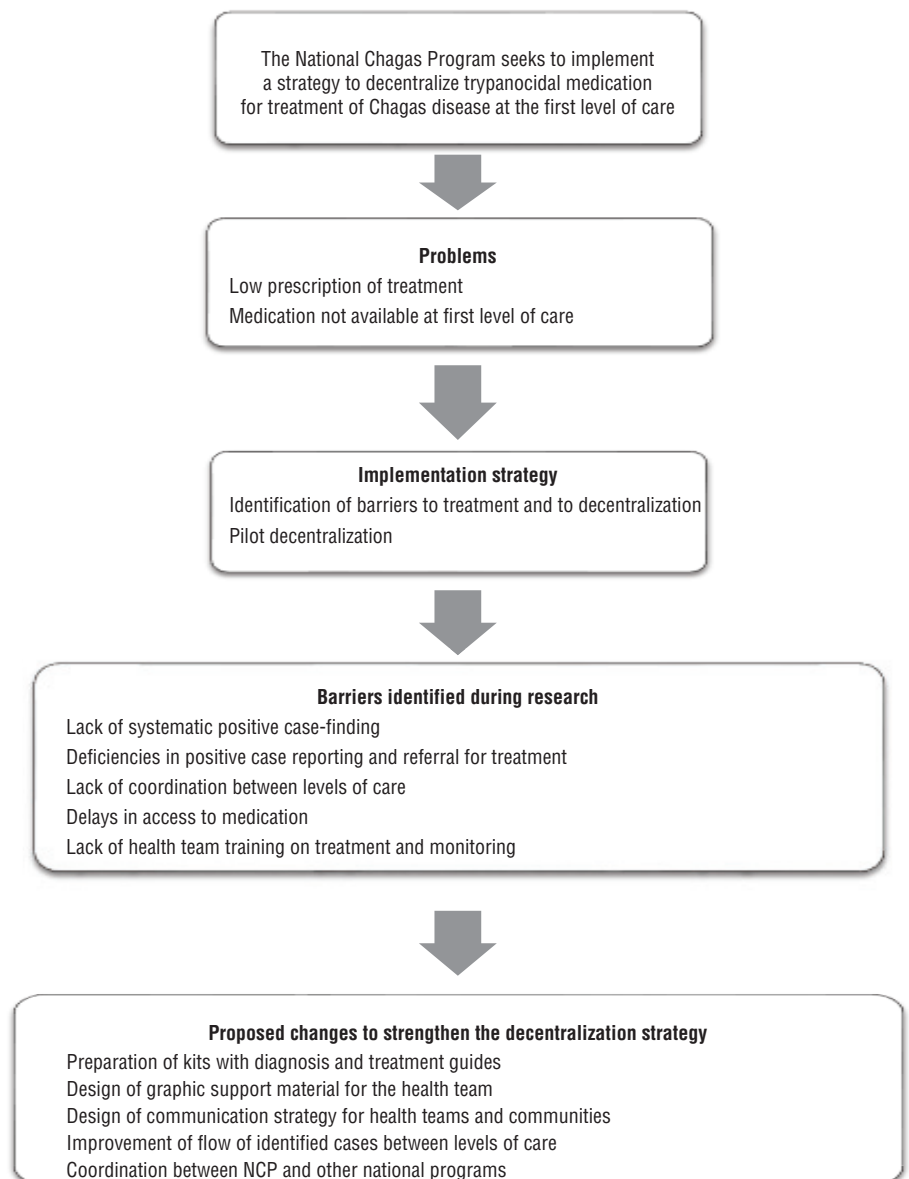 The National Chagas Program seeks to implement
a strategy to decentralize trypanocidal medication
for treatment of Chagas disease at the first level of care
Problems
Low prescription of treatment
Medication not available at first level of care
Implementation strategy
Identification of barriers to treatment and to decentralization
Pilot decentralization
Barriers identified during research
Lack of systematic positive case-finding
Deficiencies in positive case reporting and referral for treatment
Lack of coordination between levels of care
Delays in access to medication
Lack of health team training on treatment and monitoring
Proposed changes to strengthen the decentralization strategy
Preparation of kits with diagnosis and treatment guides
Design of graphic support material for the health team
Design of communication strategy for health teams and communities
Improvement of flow of identified cases between levels of care
Coordination between NCP and other national programs